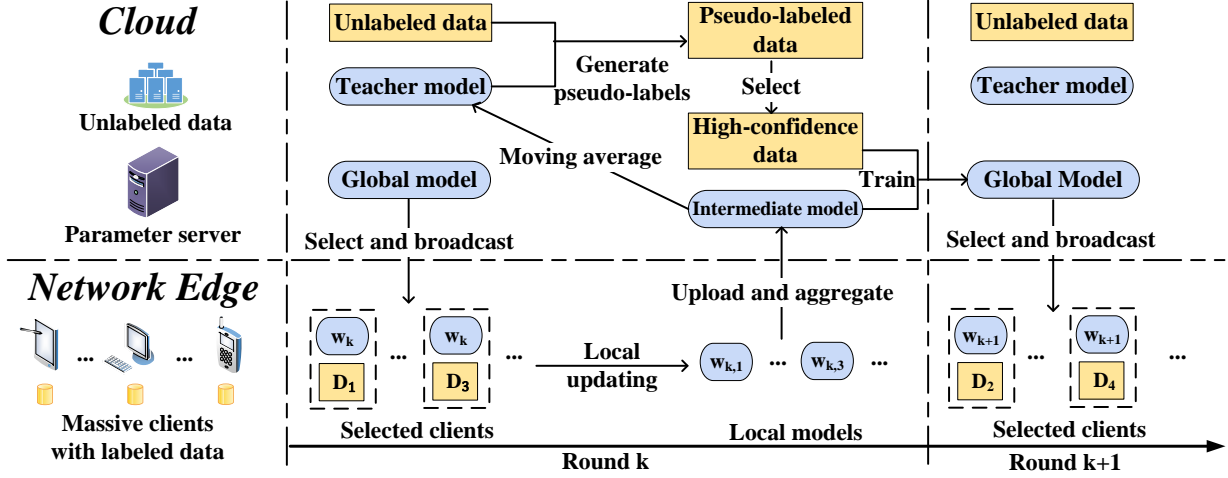 Cloud
Unlabeled data
Parameter server
Network Edge
...
...
Massive clients
with labeled data
Unlabeled data
Teacher model
Generate
pseudo-labels
Pseudo-labeled
data
Select
High-confidence
data
Moving average
Global model
Intermediate model
Train
Select and broadcast
Upload and aggregate
w_k
D_1
...
w_k
D_3
...
Selected clients
Local
updating
w_{k,1}
...
w_{k,3}
...
Local models
Round k
Unlabeled data
Teacher model
Global Model
Select and broadcast
w_{k+1}
D_2
...
w_{k+1}
D_4
...
Selected clients
Round k+1